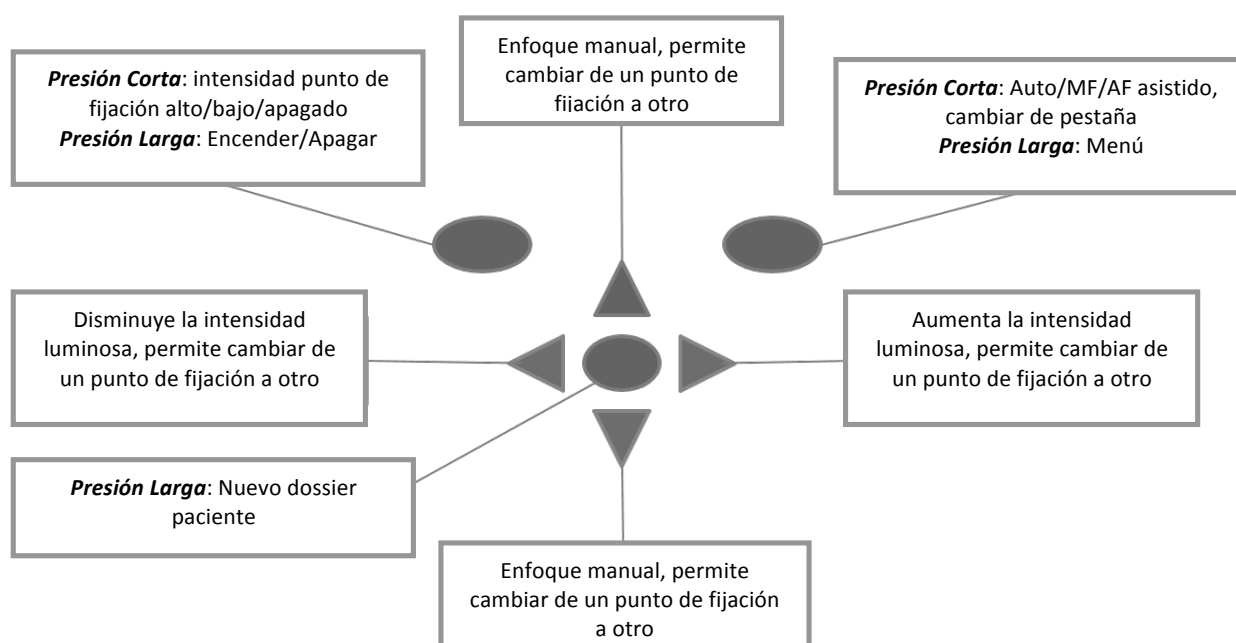 Presión Corta: intensidad punto de
fijación alto/bajo/apagado
Presión Larga: Encender/Apagar
Enfoque manual, permite
cambiar de un punto de
fiiación a otro
Presión Corta: Auto/MF/AF asistido,
cambiar de pestaña
Presión Larga: Menú
Disminuye la intensidad
luminosa, permite cambiar de
un punto de fijación a otro
Aumenta la intensidad
luminosa, permite cambiar de
un punto de fijación a otro
Presión Larga: Nuevo dossier
paciente
Enfoque manual, permite
cambiar de un punto de fijación
a otro